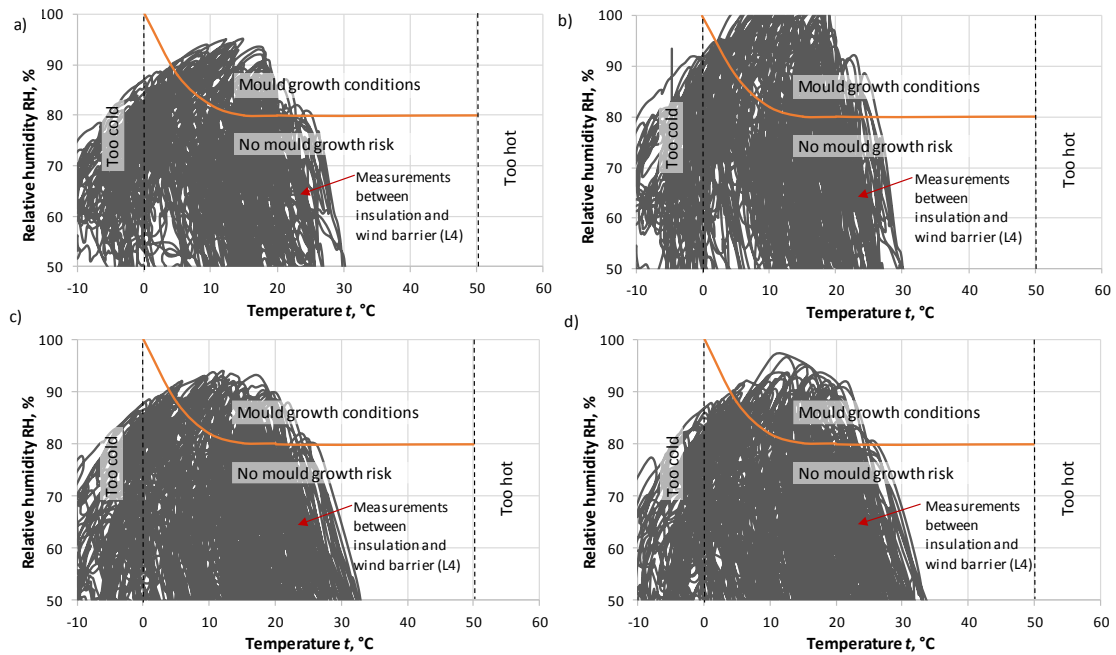 a)
Relative humidity RH, %
100
90
80
70
60
50
Too cold
Mould growth conditions
No mould growth risk
Measurements
between
insulation and
wind barrier (L4)
Too hot
-10 0 10 20 30 40 50 60
Temperature t, °C
b)
Relative humidity RH, %
100
90
80
70
60
50
Too cold
Mould growth conditions
No mould growth risk
Measurements
between
insulation and
wind barrier (L4)
Too hot
-10 0 10 20 30 40 50 60
Temperature t, °C
c)
Relative humidity RH, %
100
90
80
70
60
50
Too cold
Mould growth conditions
No mould growth risk
Measurements
between
insulation and
wind barrier (L4)
Too hot
-10 0 10 20 30 40 50 60
Temperature t, °C
d)
Relative humidity RH, %
100
90
80
70
60
50
Too cold
Mould growth conditions
No mould growth risk
Measurements
between
insulation and
wind barrier (L4)
Too hot
-10 0 10 20 30 40 50 60
Temperature t, °C